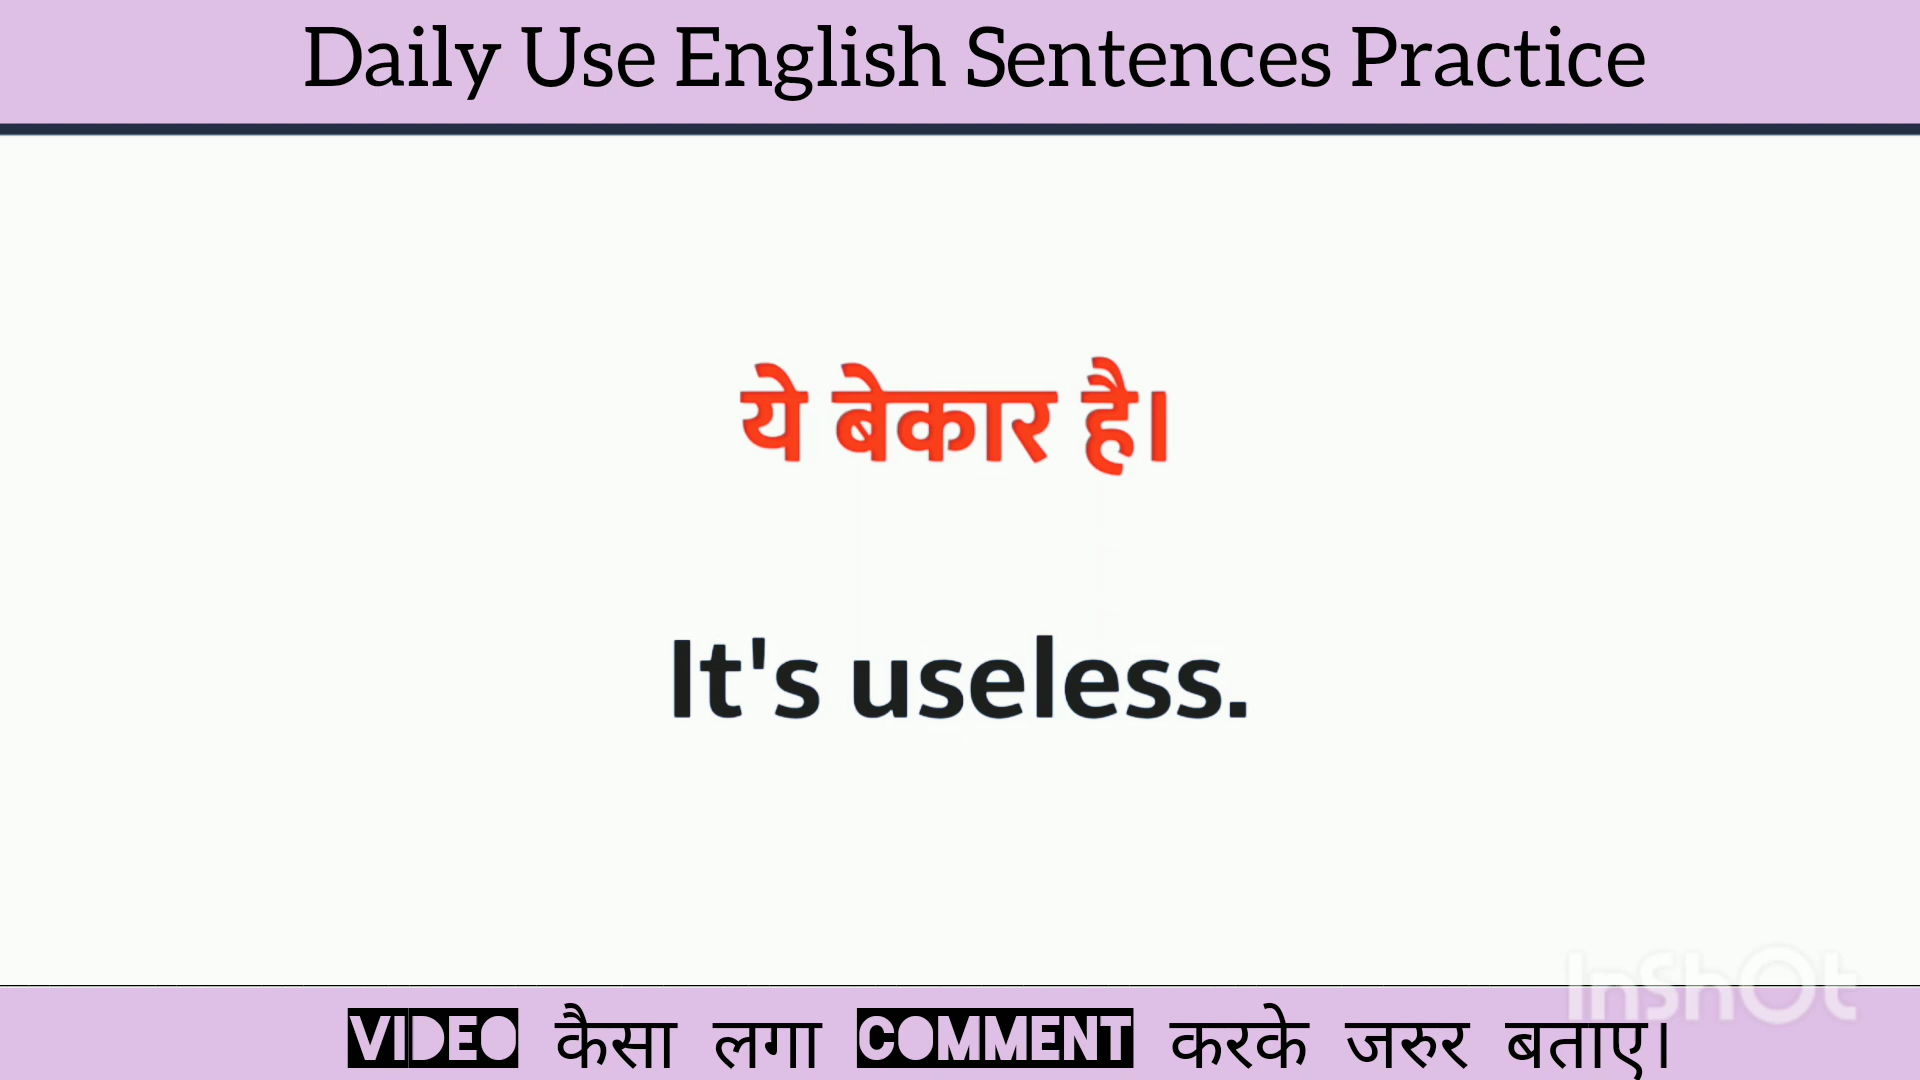 Daily Use English Sentences Practice
ये बेकार है।
It's useless.
InShOt
VIDEO कैसा लगा COMMENT करके जरुर बताए।